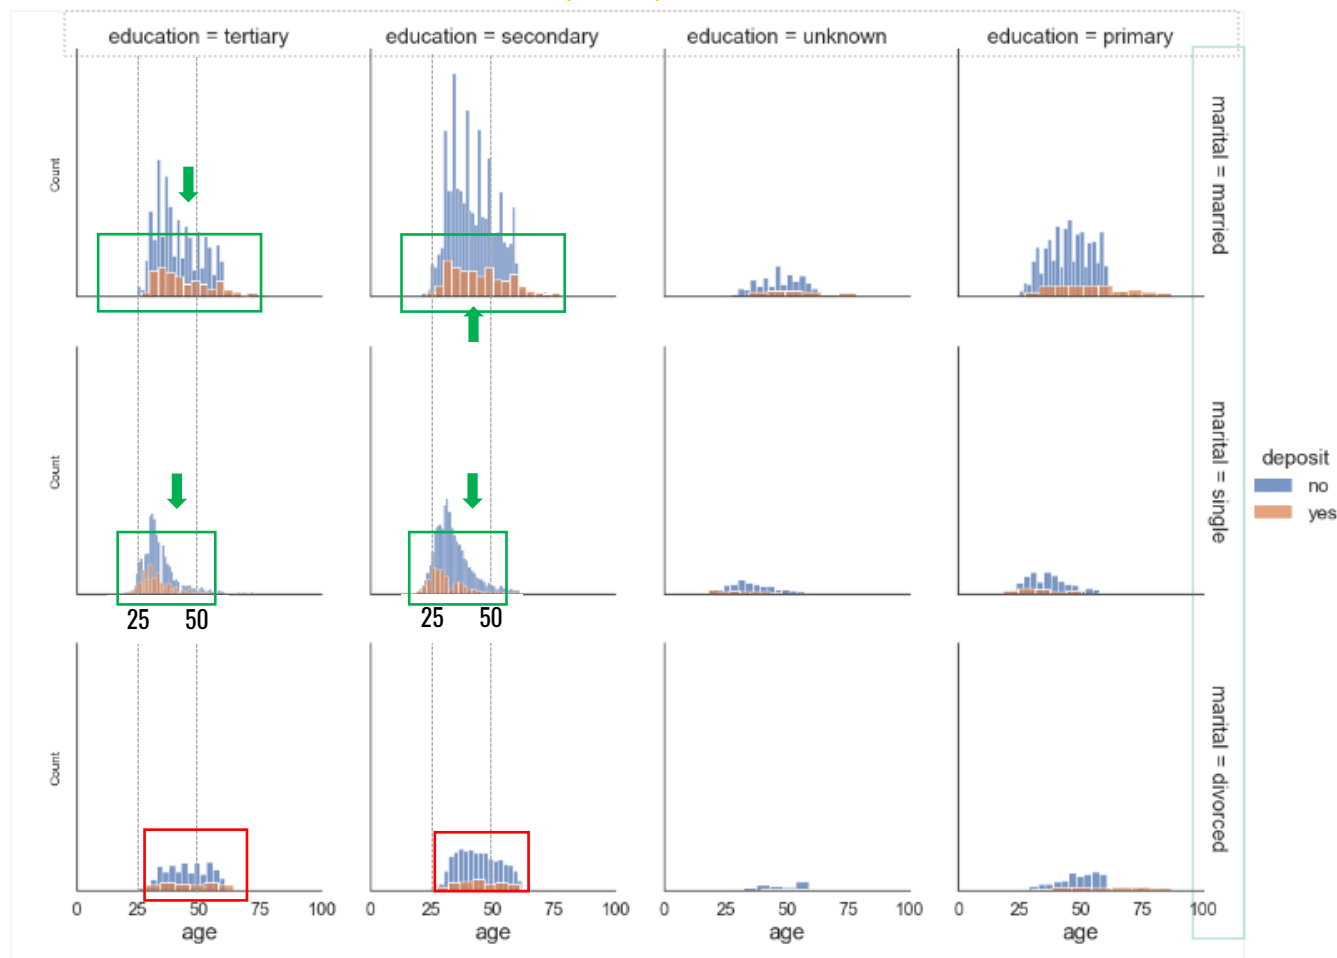 education = tertiary
education = secondary
education = unknown
education = primary
Count
marital = married
Count
marital = single
deposit
no
yes
25 50
25 50
Count
marital = divorced
0 25 50 75 100
0 25 50 75 100
0 25 50 75 100
0 25 50 75 100
age
age
age
age